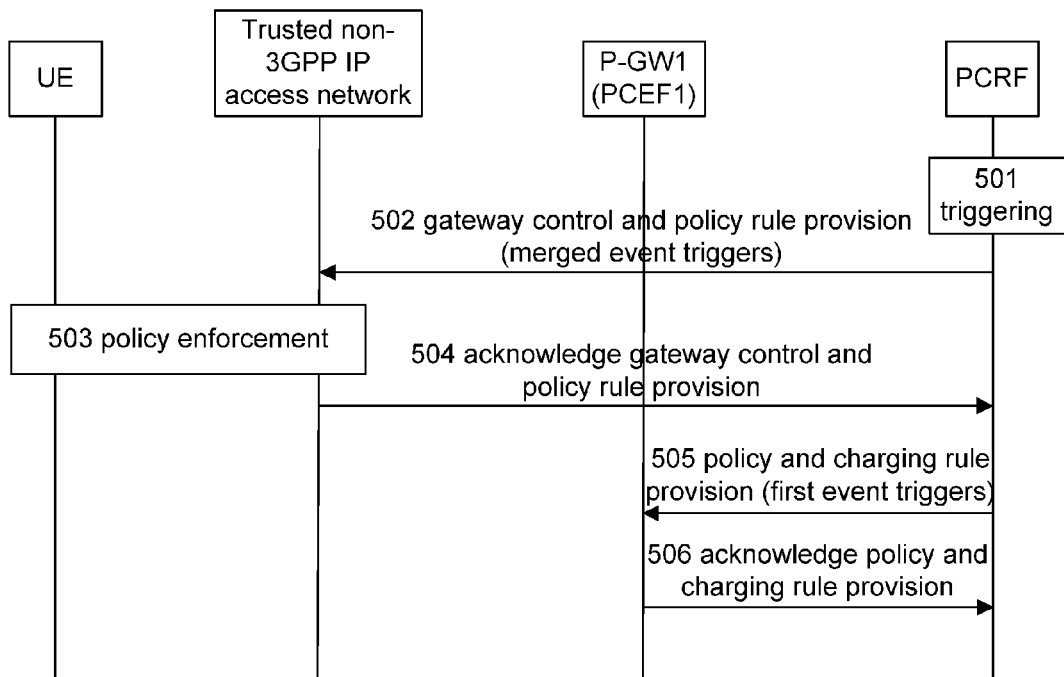 UE
Trusted non-
3GPP IP
access network
P-GW1
(PCEF1)
PCRF
501
triggering
502 gateway control and policy rule provision
(merged event triggers)
503 policy enforcement
504 acknowledge gateway control and
policy rule provision
505 policy and charging rule
provision (first event triggers)
506 acknowledge policy and
charging rule provision